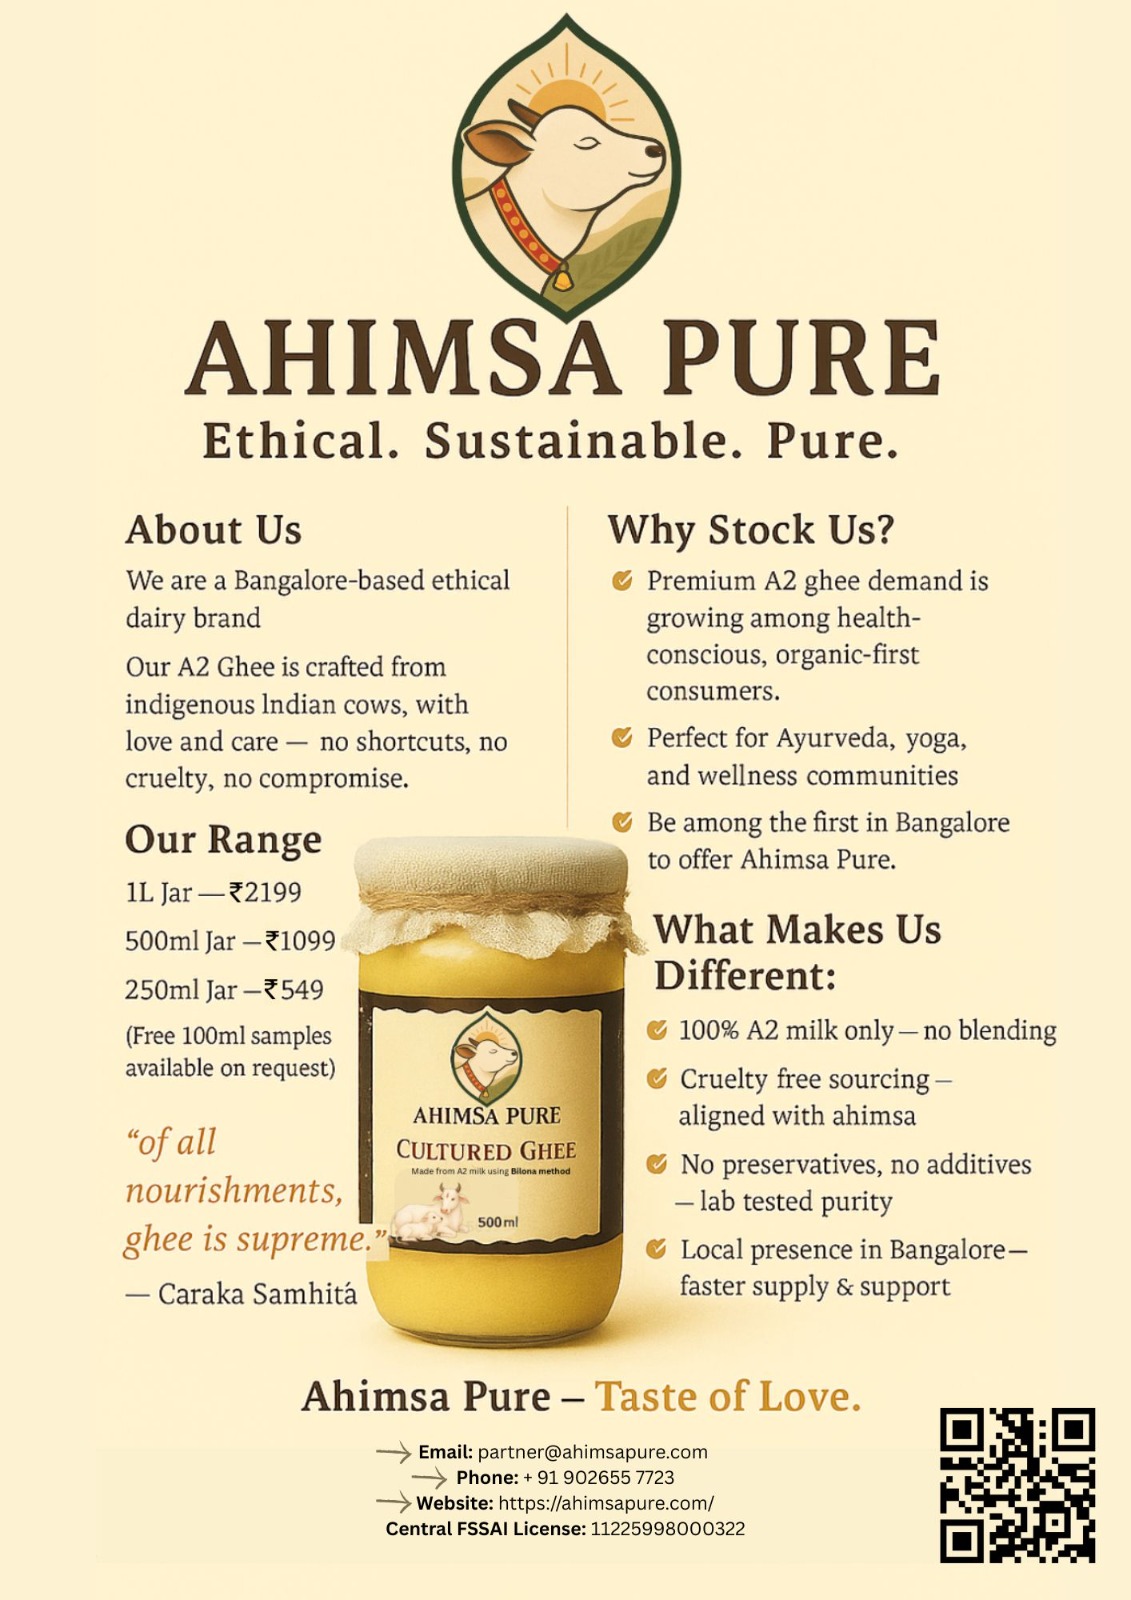 AHIMSA PURE
Ethical. Sustainable. Pure.
About Us
We are a Bangalore-based ethical
dairy brand
Our A2 Ghee is crafted from
indigenous Indian cows, with
love and care — no shortcuts, no
cruelty, no compromise.
Our Range
1L Jar —₹2199
500ml Jar —₹1099
250ml Jar —₹549
(Free 100ml samples
available on request)
“of all
nourishments,
ghee is supreme.”
— Caraka Samhitá
Why Stock Us?
Premium A2 ghee demand is
growing among health-
conscious, organic-first
consumers.
Perfect for Ayurveda, yoga,
and wellness communities
Be among the first in Bangalore
to offer Ahimsa Pure.
What Makes Us
Different:
100% A2 milk only — no blending
Cruelty free sourcing —
aligned with ahimsa
No preservatives, no additives
— lab tested purity
Local presence in Bangalore—
faster supply & support
AHIMSA PURE
CULTURED GHEE
Made from A2 milk using Bilona method
500ml
Ahimsa Pure – Taste of Love.
Email: partner@ahimsapure.com
Phone: + 91 902655 7723
Website: https://ahimsapure.com/
Central FSSAI License: 11225998000322